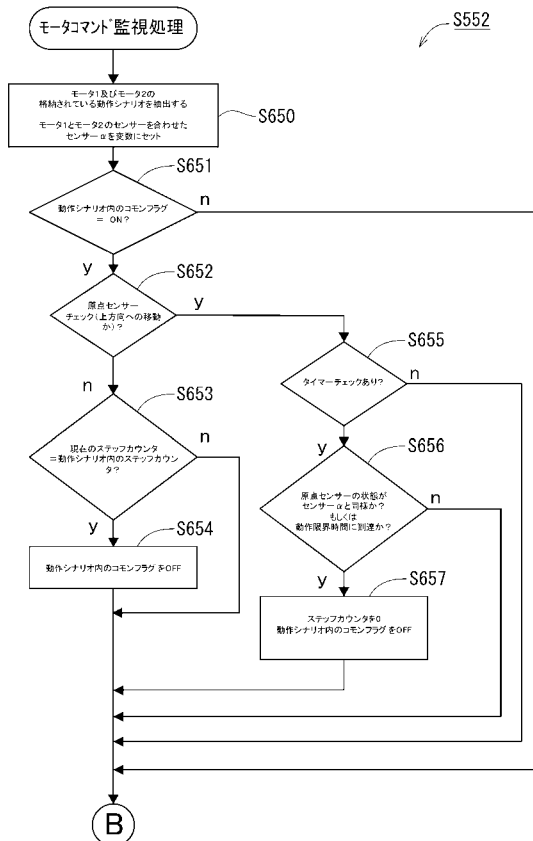 モータコマンド監視処理
S552
モータ1及びモータ2の
格納されている動作シナリオを抽出する
モータ1とモータ2のセンサーを合わせた
センサーαを変数にセット
S650
S651
動作シナリオ内のコモンフラグ
= ON?
n
y
S652
原点センサー
チェック(上方向への移動
か)?
y
n
S655
タイマーチェックあり?
n
y
S653
現在のステップカウンタ
=動作シナリオ内のステップカウン
タ?
n
y
S656
原点センサーの状態が
センサーαと同様か?
もしくは
動作限界時間に到達か?
n
y
S654
動作シナリオ内のコモンフラグをOFF
S657
ステップカウンタを0
動作シナリオ内のコモンフラグをOFF
B